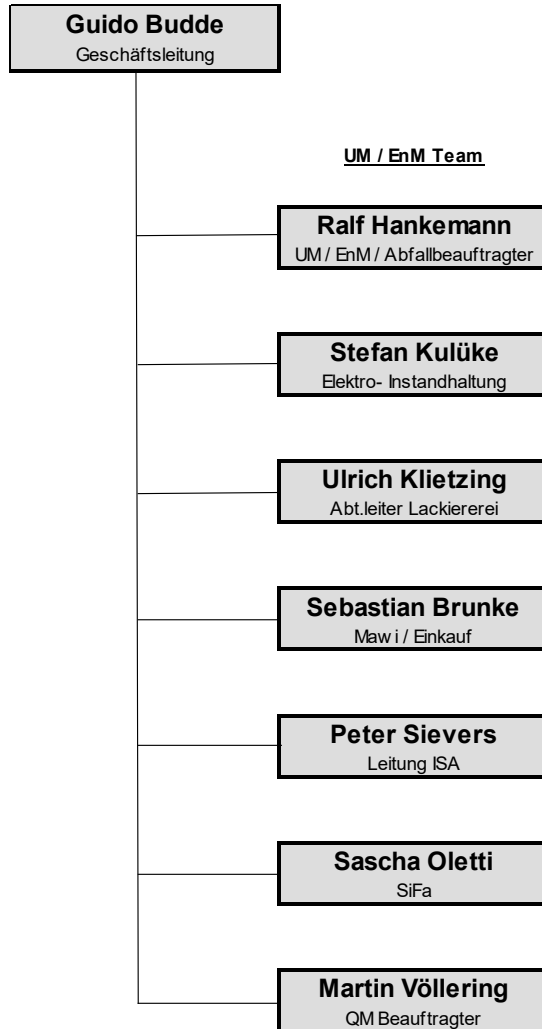 Guido Budde
Geschäftsleitung
UM / EnM Team
Ralf Hankemann
UM / EnM / Abfallbeauftragter
Stefan Kulüke
Elektro- Instandhaltung
Ulrich Klietzing
Abt.leiter Lackiererei
Sebastian Brunke
Mawi / Einkauf
Peter Sievers
Leitung ISA
Sascha Oletti
SiFa
Martin Völlering
QM Beauftragter